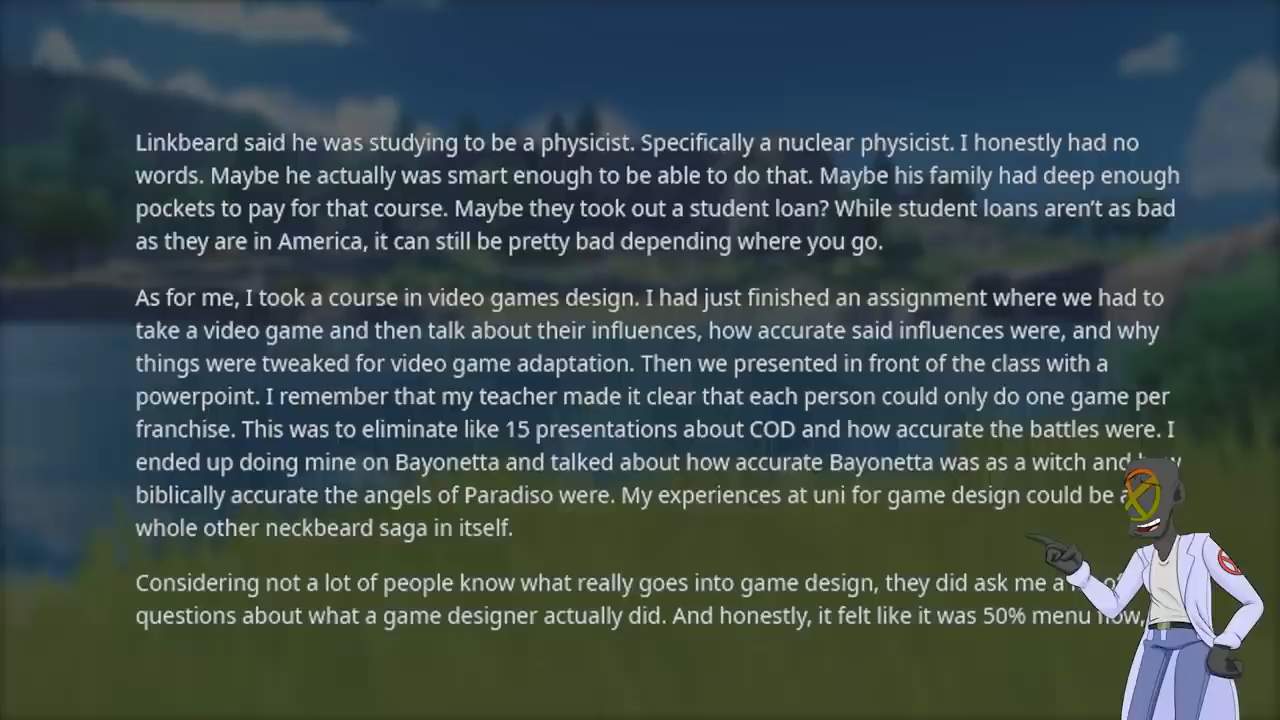 Linkbeard said he was studying to be a physicist. Specifically a nuclear physicist. I honestly had no
words. Maybe he actually was smart enough to be able to do that. Maybe his family had deep enough
pockets to pay for that course. Maybe they took out a student loan? While student loans aren’t as bad
as they are in America, it can still be pretty bad depending where you go.
As for me, I took a course in video games design. I had just finished an assignment where we had to
take a video game and then talk about their influences, how accurate said influences were, and why
things were tweaked for video game adaptation. Then we presented in front of the class with a
powerpoint. I remember that my teacher made it clear that each person could only do one game per
franchise. This was to eliminate like 15 presentations about COD and how accurate the battles were. I
ended up doing mine on Bayonetta and talked about how accurate Bayonetta was as a witch and how
biblically accurate the angels of Paradiso were. My experiences at uni for game design could be a
whole other neckbeard saga in itself.
Considering not a lot of people know what really goes into game design, they did ask me a
questions about what a game designer actually did. And honestly, it felt like it was 50% menu flow,